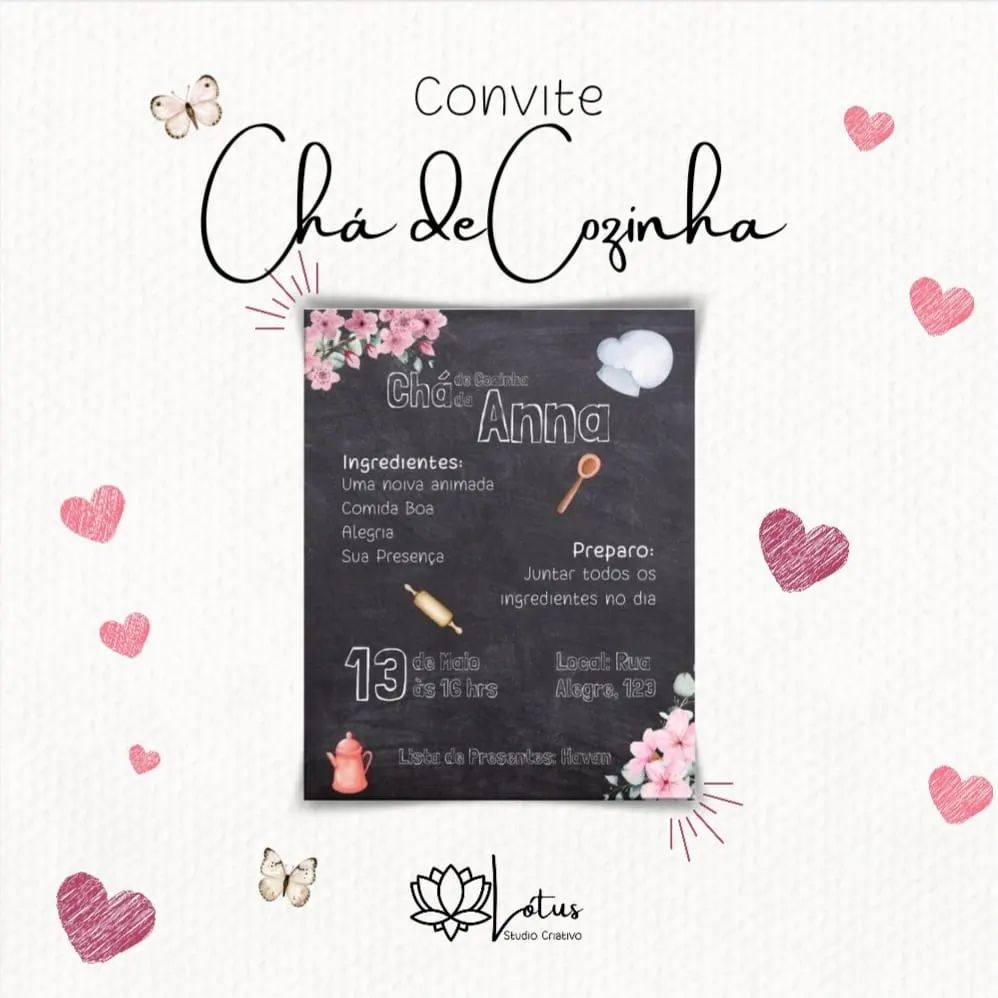 Convite
Chá de Cozinha
Chá de Cozinha
da Anna
Ingredientes:
Uma noiva animada
Comida Boa
Alegria
Sua Presença
Preparo:
Juntar todos os
ingredientes no dia
13 de Maio
às 16 hrs
Local: Rua
Alegre, 123
Lista de Presentes: Havan
Lótus
Studio Criativo